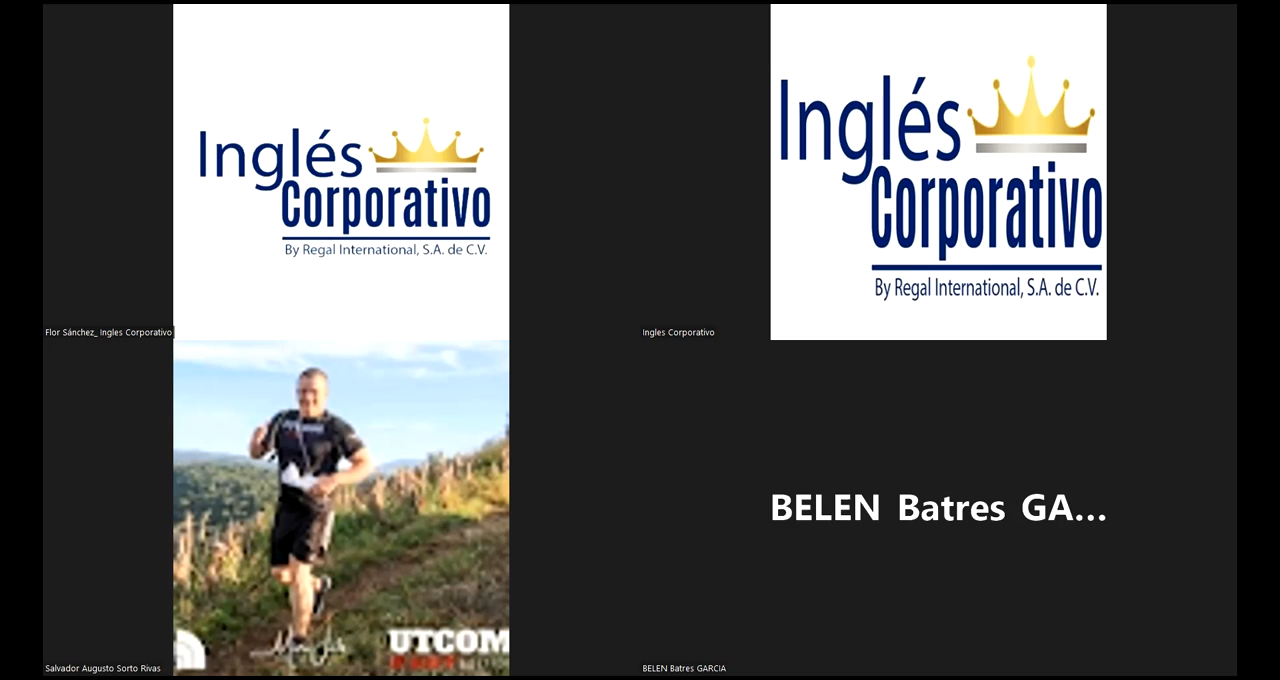 Inglés
Corporativo
By Regal International, S.A. de C.V.
Flor Sánchez_ Ingles Corporativo
Inglés
Corporativo
By Regal International, S.A. de C.V.
Ingles Corporativo
UTCOM
Salvador Augusto Sorto Rivas
BELEN Batres GA...
BELEN Batres GARCIA